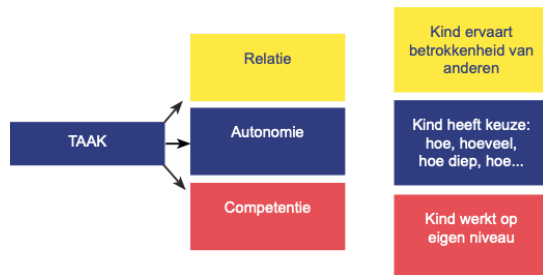 TAAK
Relatie
Autonomie
Competentie
Kind ervaart
betrokkenheid van
anderen
Kind heeft keuze:
hoe, hoeveel,
hoe diep, hoe...
Kind werkt op
eigen niveau